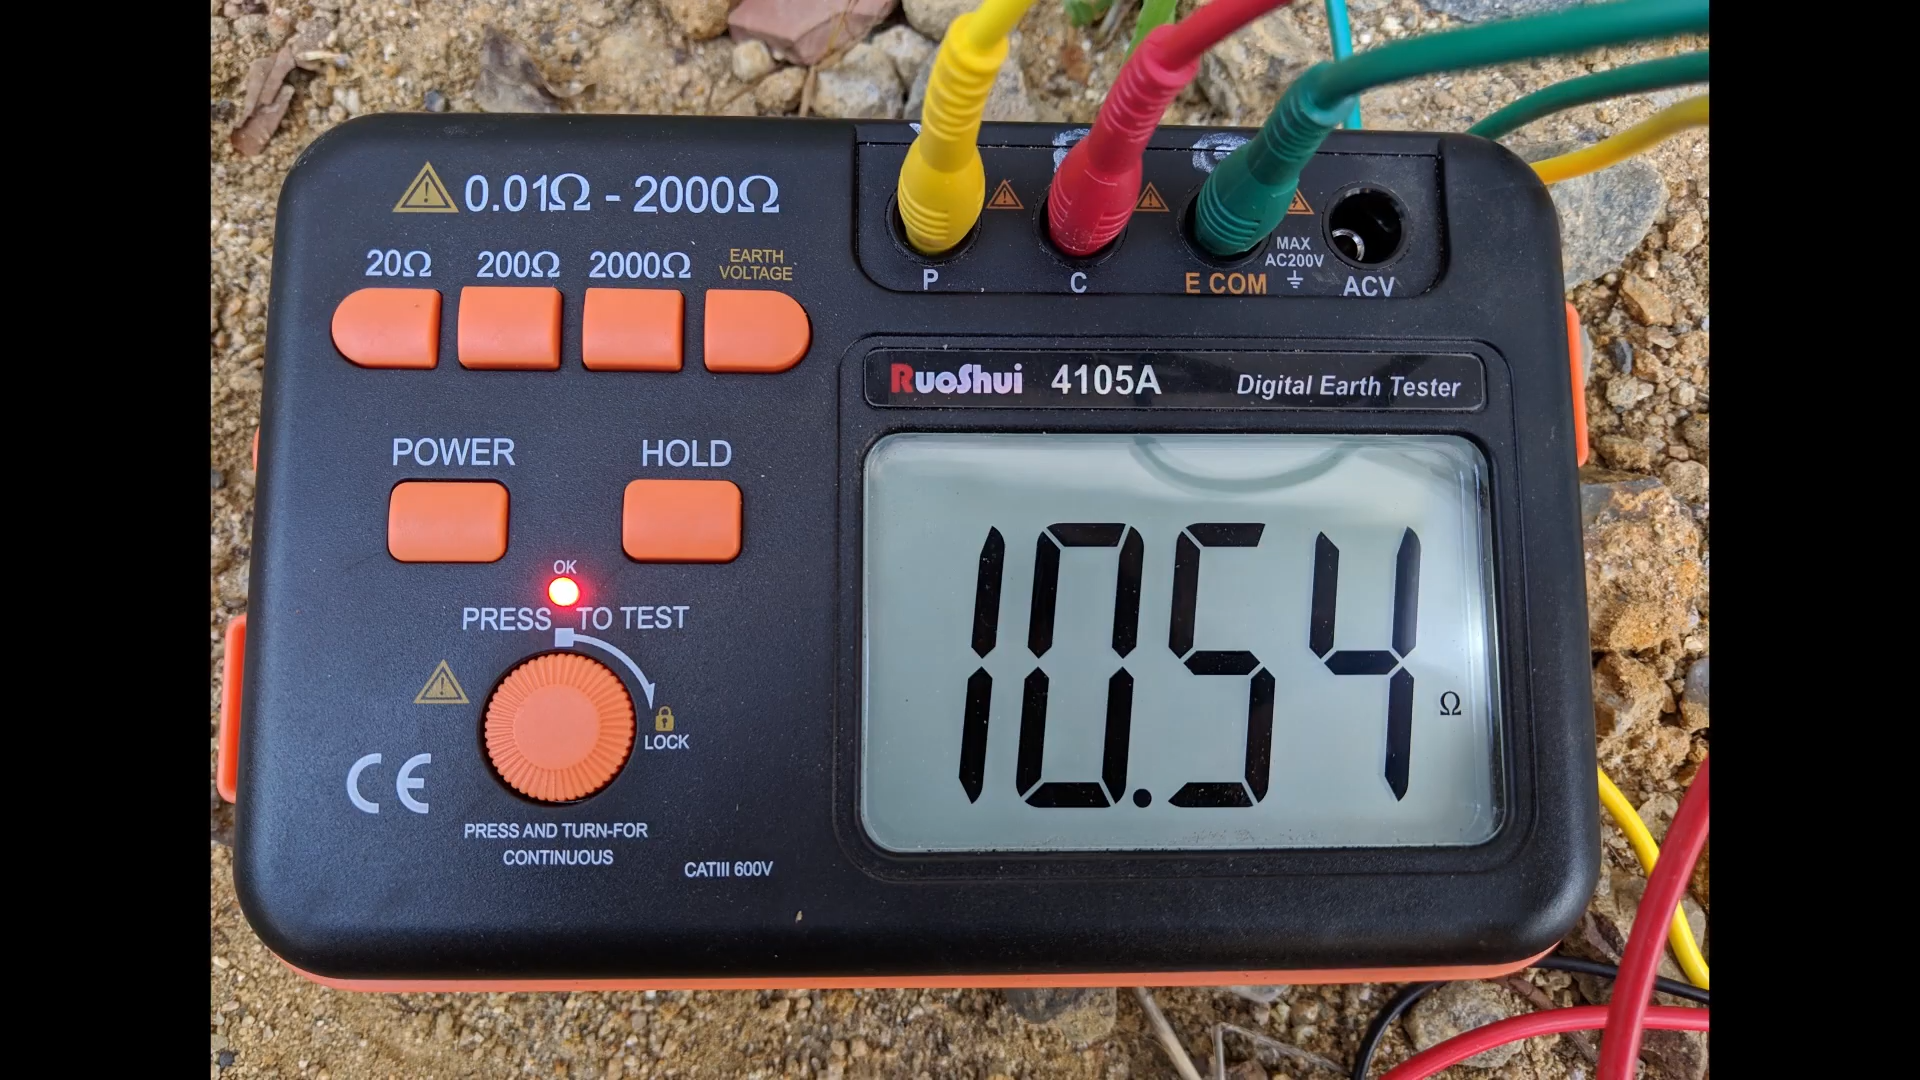 0.01Ω - 2000Ω
20Ω 200Ω 2000Ω EARTH VOLTAGE
P C E COM MAX AC200V ACV
RuoShui 4105A Digital Earth Tester
POWER HOLD
OK
PRESS TO TEST
LOCK
CE
PRESS AND TURN-FOR
CONTINUOUS
CATIII 600V
10.54 Ω